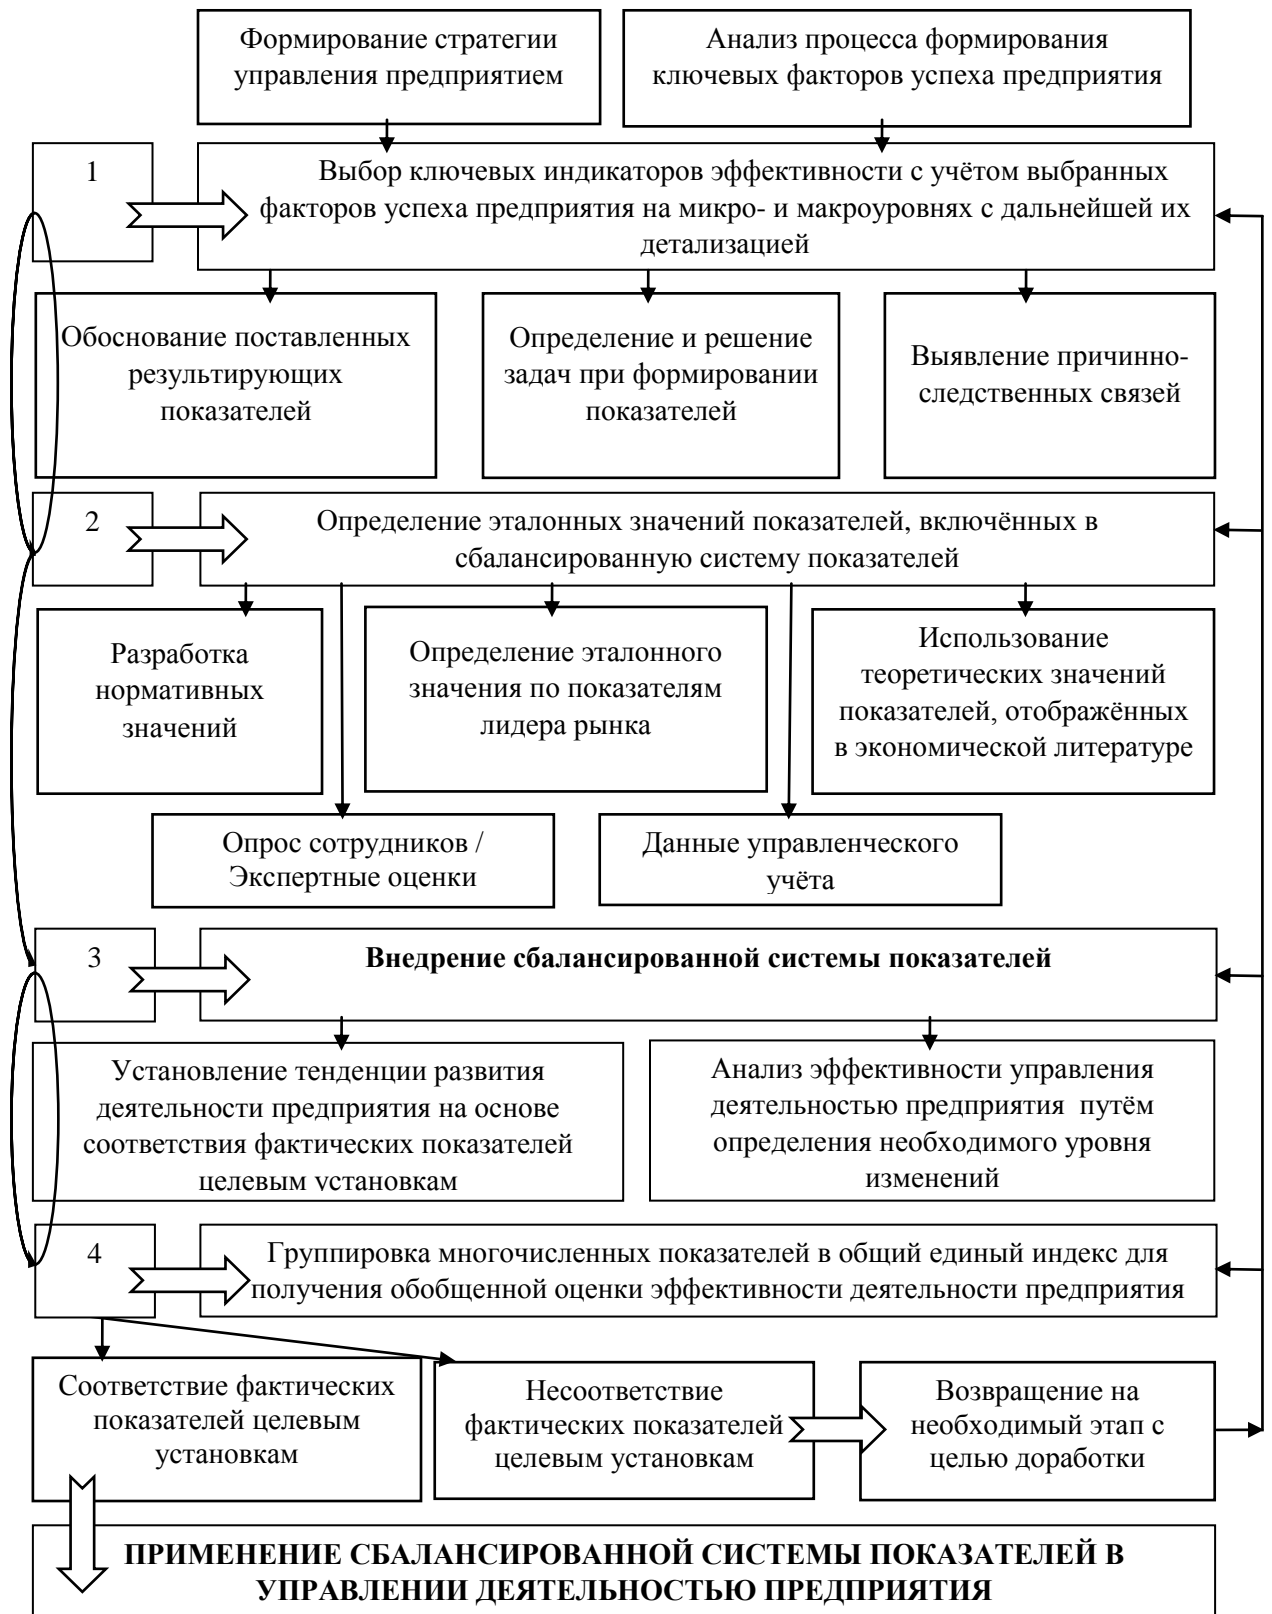 Формирование стратегии
управления предприятием
Анализ процесса формирования
ключевых факторов успеха предприятия
1
Выбор ключевых индикаторов эффективности с учётом выбранных
факторов успеха предприятия на микро- и макроуровнях с дальнейшей их
детализацией
Обоснование поставленных
результирующих
показателей
Определение и решение
задач при формировании
показателей
Выявление причинно-
следственных связей
2
Определение эталонных значений показателей, включённых в
сбалансированную систему показателей
Разработка
нормативных
значений
Определение эталонного
значения по показателям
лидера рынка
Использование
теоретических значений
показателей, отображённых
в экономической литературе
Опрос сотрудников /
Экспертные оценки
Данные управленческого
учёта
3
Внедрение сбалансированной системы показателей
Установление тенденции развития
деятельности предприятия на основе
соответствия фактических показателей
целевым установкам
Анализ эффективности управления
деятельностью предприятия путём
определения необходимого уровня
изменений
4
Группировка многочисленных показателей в общий единый индекс для
получения обобщенной оценки эффективности деятельности предприятия
Соответствие фактических
показателей целевым
установкам
Несоответствие
фактических показателей
целевым установкам
Возвращение на
необходимый этап с
целью доработки
ПРИМЕНЕНИЕ СБАЛАНСИРОВАННОЙ СИСТЕМЫ ПОКАЗАТЕЛЕЙ В
УПРАВЛЕНИИ ДЕЯТЕЛЬНОСТЬЮ ПРЕДПРИЯТИЯ